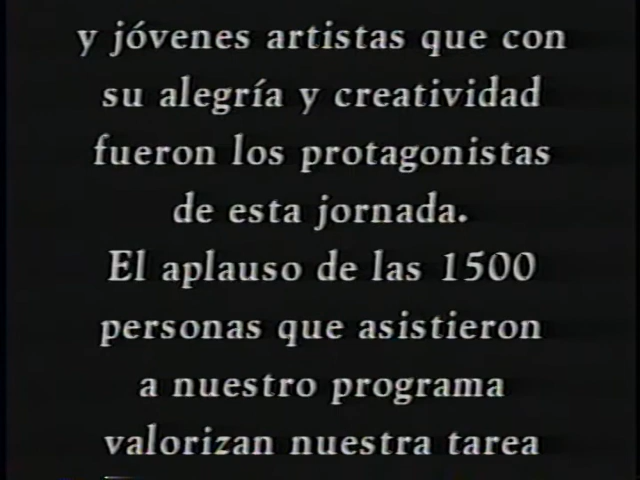 y jóvenes artistas que con
su alegría y creatividad
fueron los protagonistas
de esta jornada.
El aplauso de las 1500
personas que asistieron
a nuestro programa
valorizan nuestra tarea